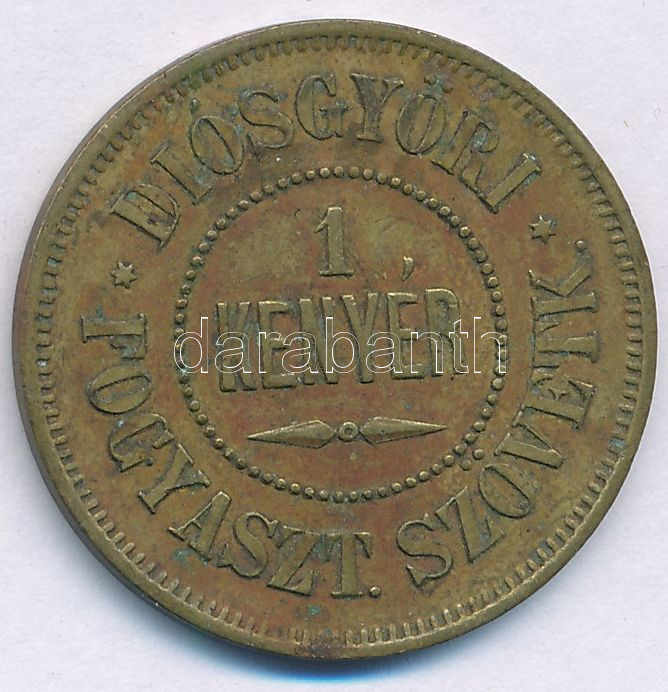 DIÓSGYŐRI
1
KENYÉR
FOGYASZT. SZÖVETK.
darabanth